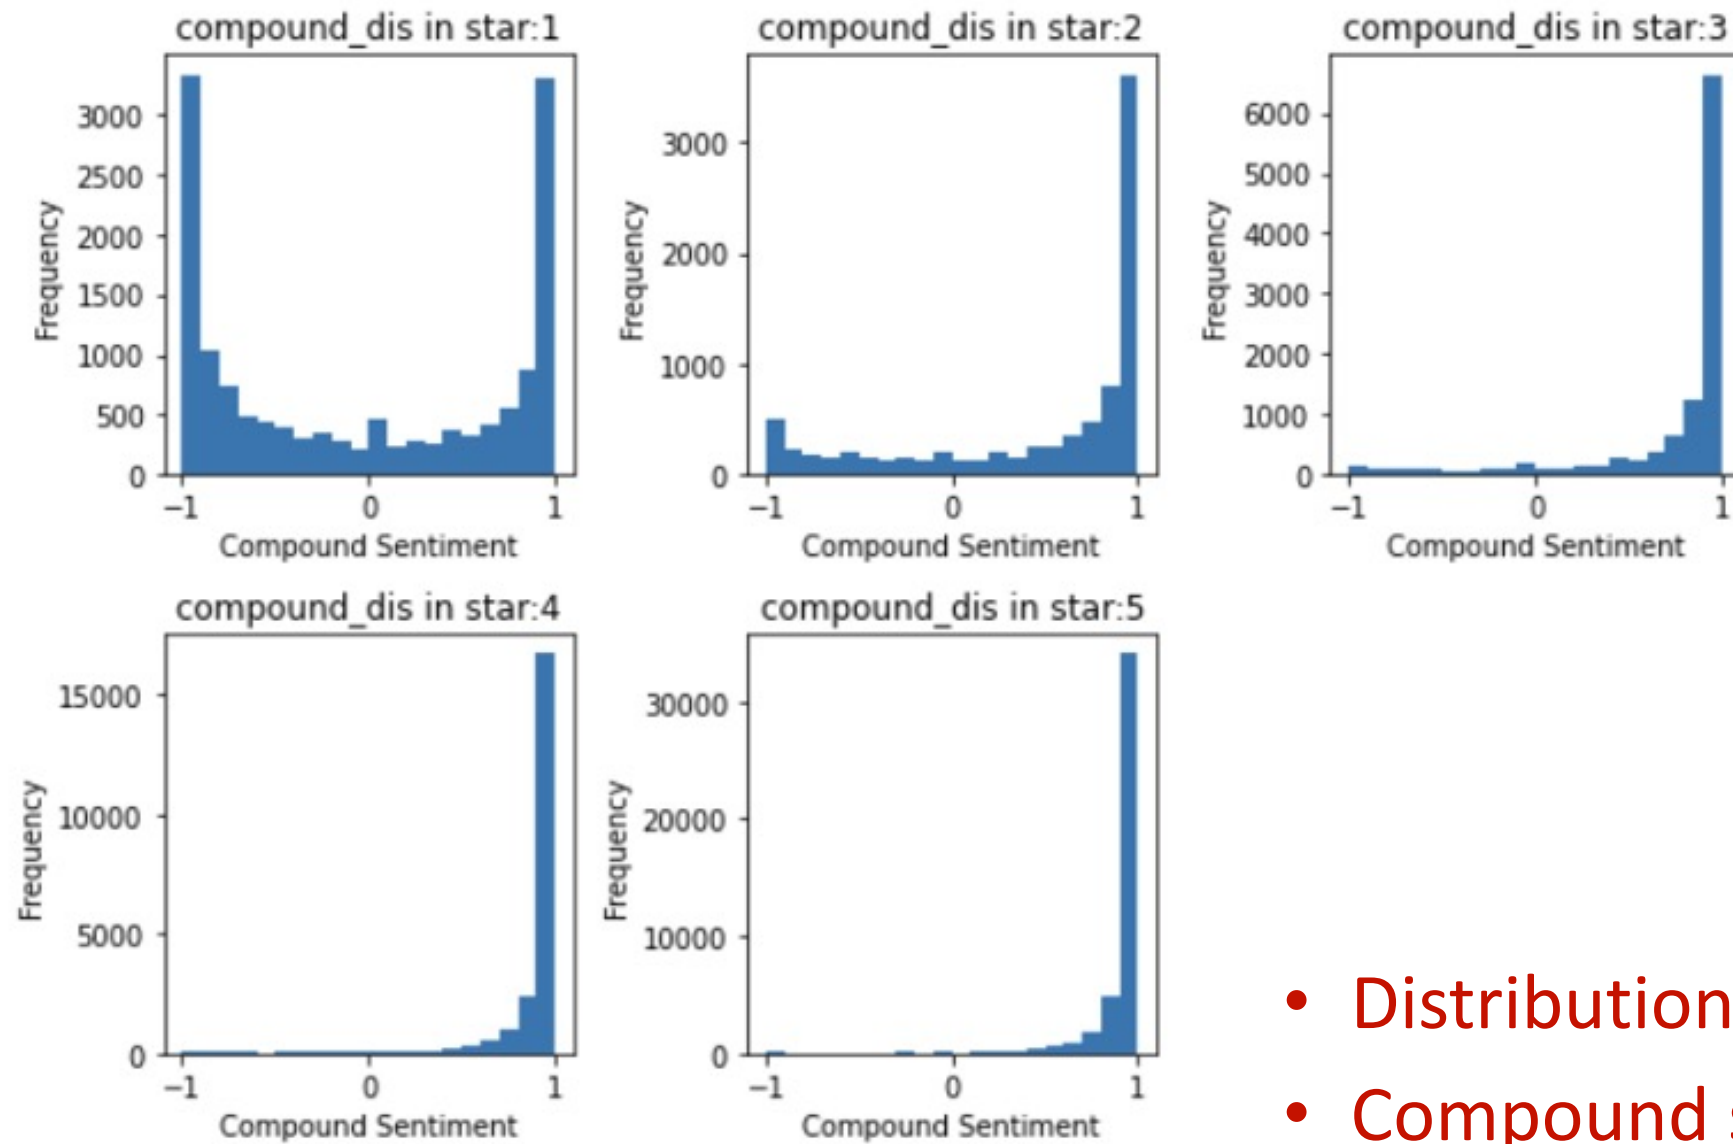 compound_dis in star:1
3000
2500
2000
1500
1000
500
0
Frequency
−1 0 1
Compound Sentiment
compound_dis in star:2
3000
2000
1000
0
Frequency
−1 0 1
Compound Sentiment
compound_dis in star:3
6000
5000
4000
3000
2000
1000
0
Frequency
−1 0 1
Compound Sentiment
compound_dis in star:4
15000
10000
5000
0
Frequency
−1 0 1
Compound Sentiment
compound_dis in star:5
30000
20000
10000
0
Frequency
−1 0 1
Compound Sentiment
• Distribution
• Compound